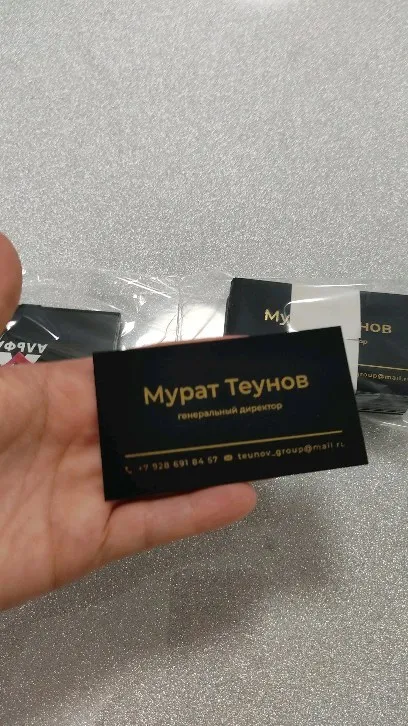 Мурат Теунов
генеральный директор
+7 928 691 84 57 teunov_group@mail.ru